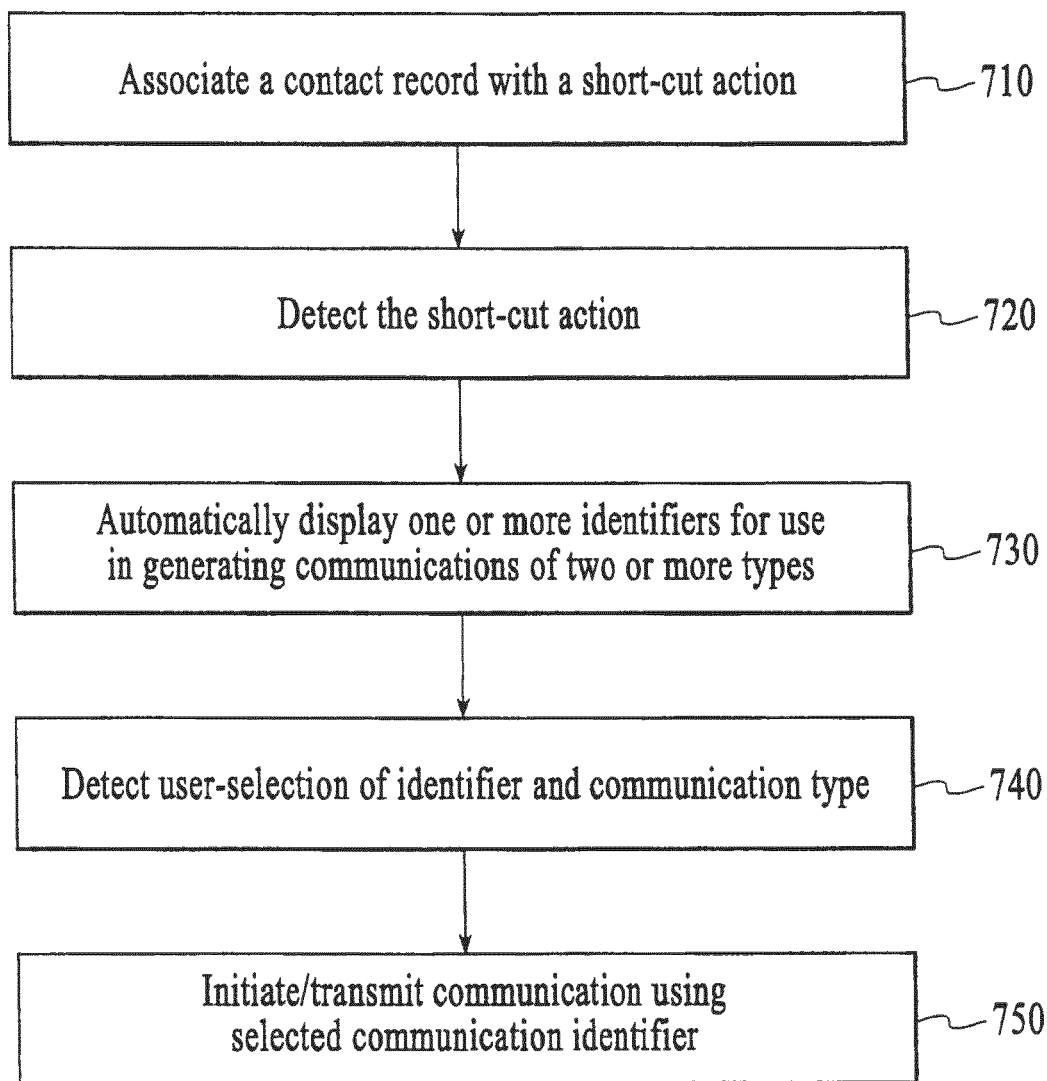 Associate a contact record with a short-cut action
710
Detect the short-cut action
720
Automatically display one or more identifiers for use
in generating communications of two or more types
730
Detect user-selection of identifier and communication type
740
Initiate/transmit communication using
selected communication identifier
750